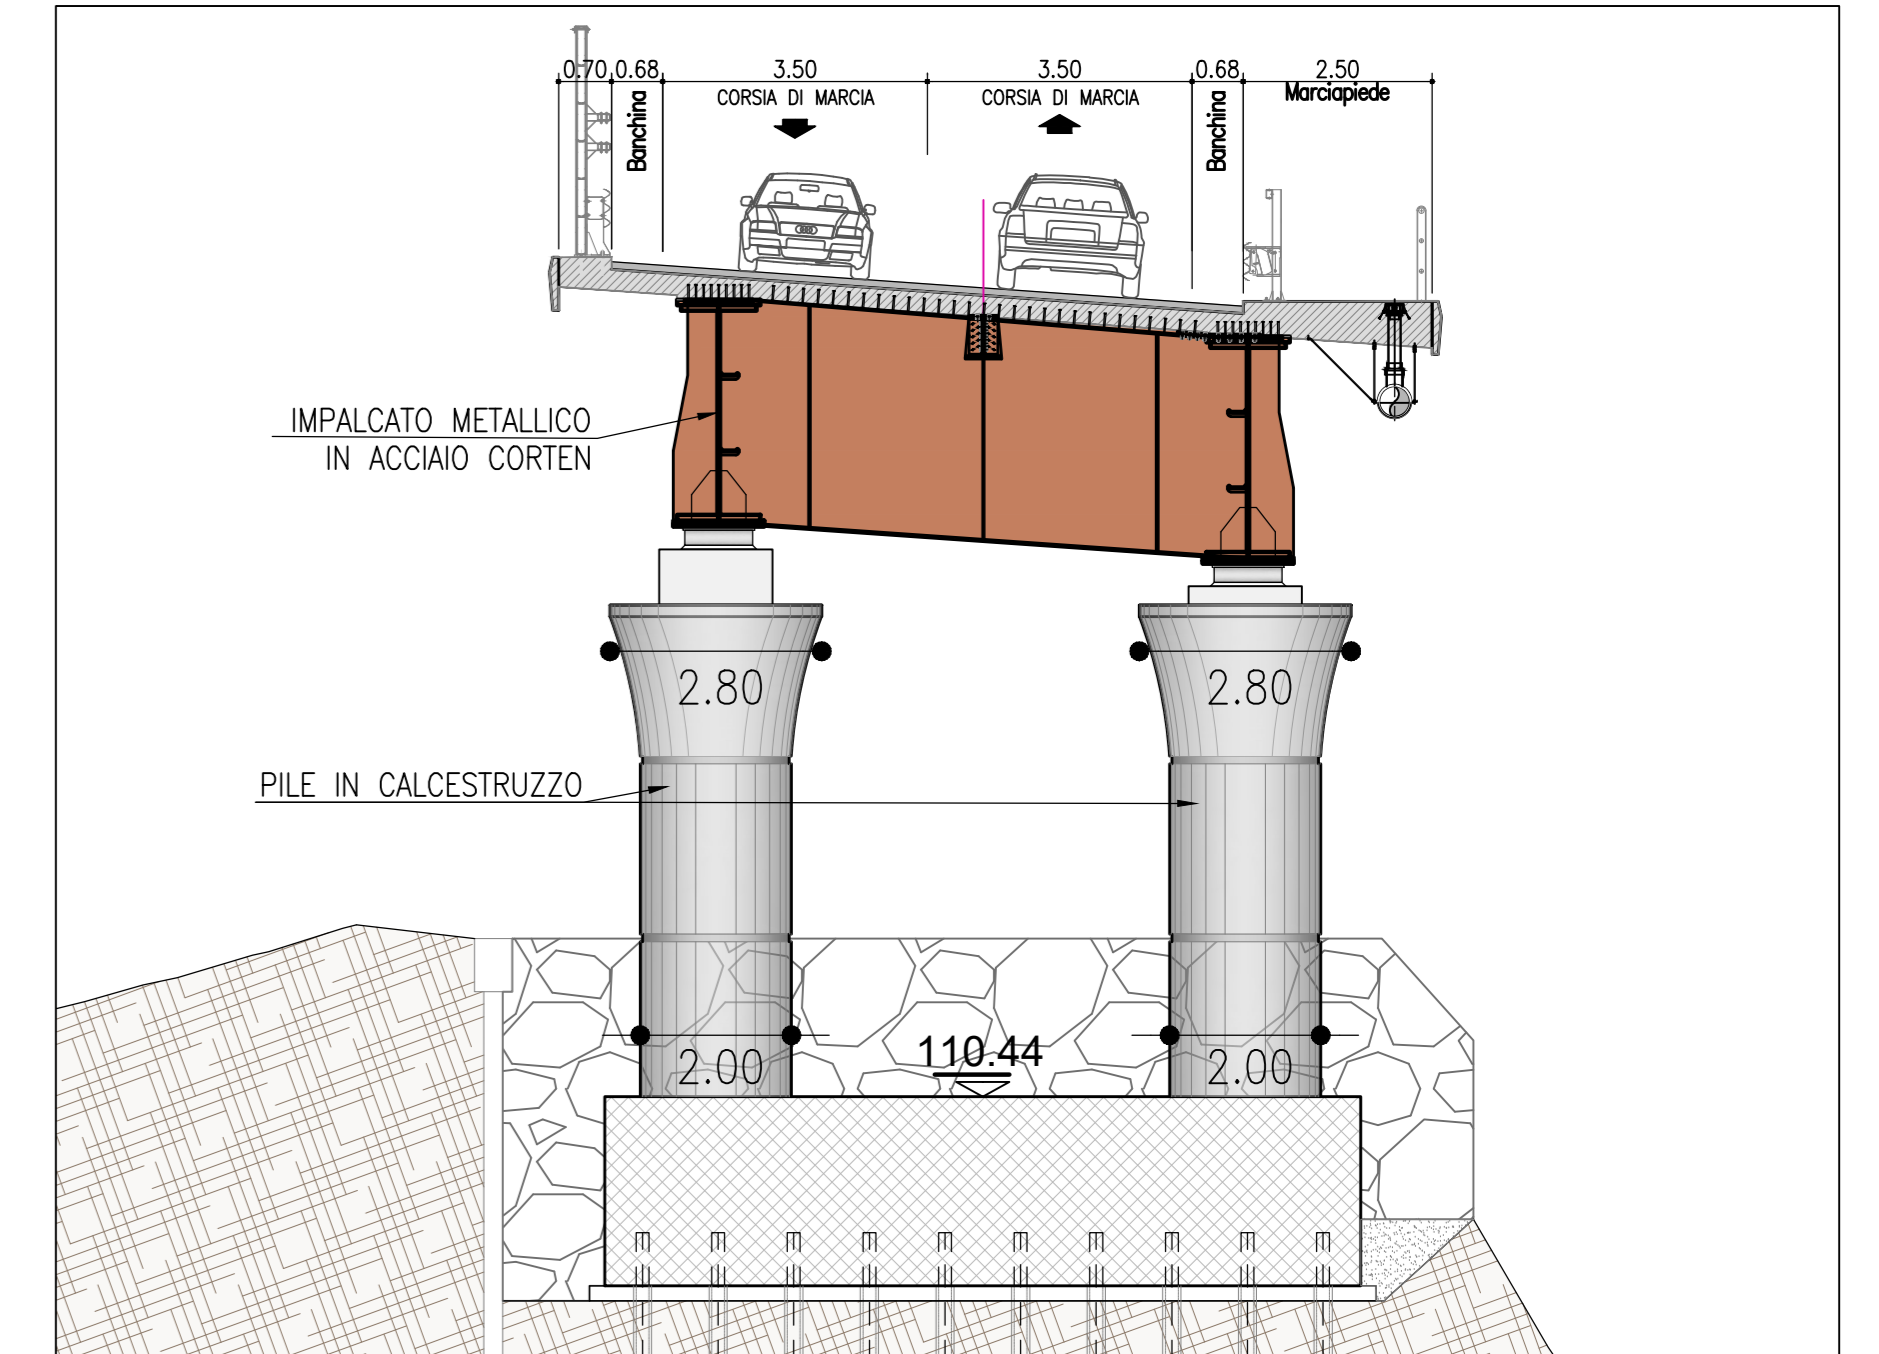 0.70 0.68 3.50 3.50 0.68 2.50
Banchina
CORSIA DI MARCIA
CORSIA DI MARCIA
Banchina
Marciapiede
IMPALCATO METALLICO
IN ACCIAIO CORTEN
2.80 2.80
PILE IN CALCESTRUZZO
110.44
2.00 2.00